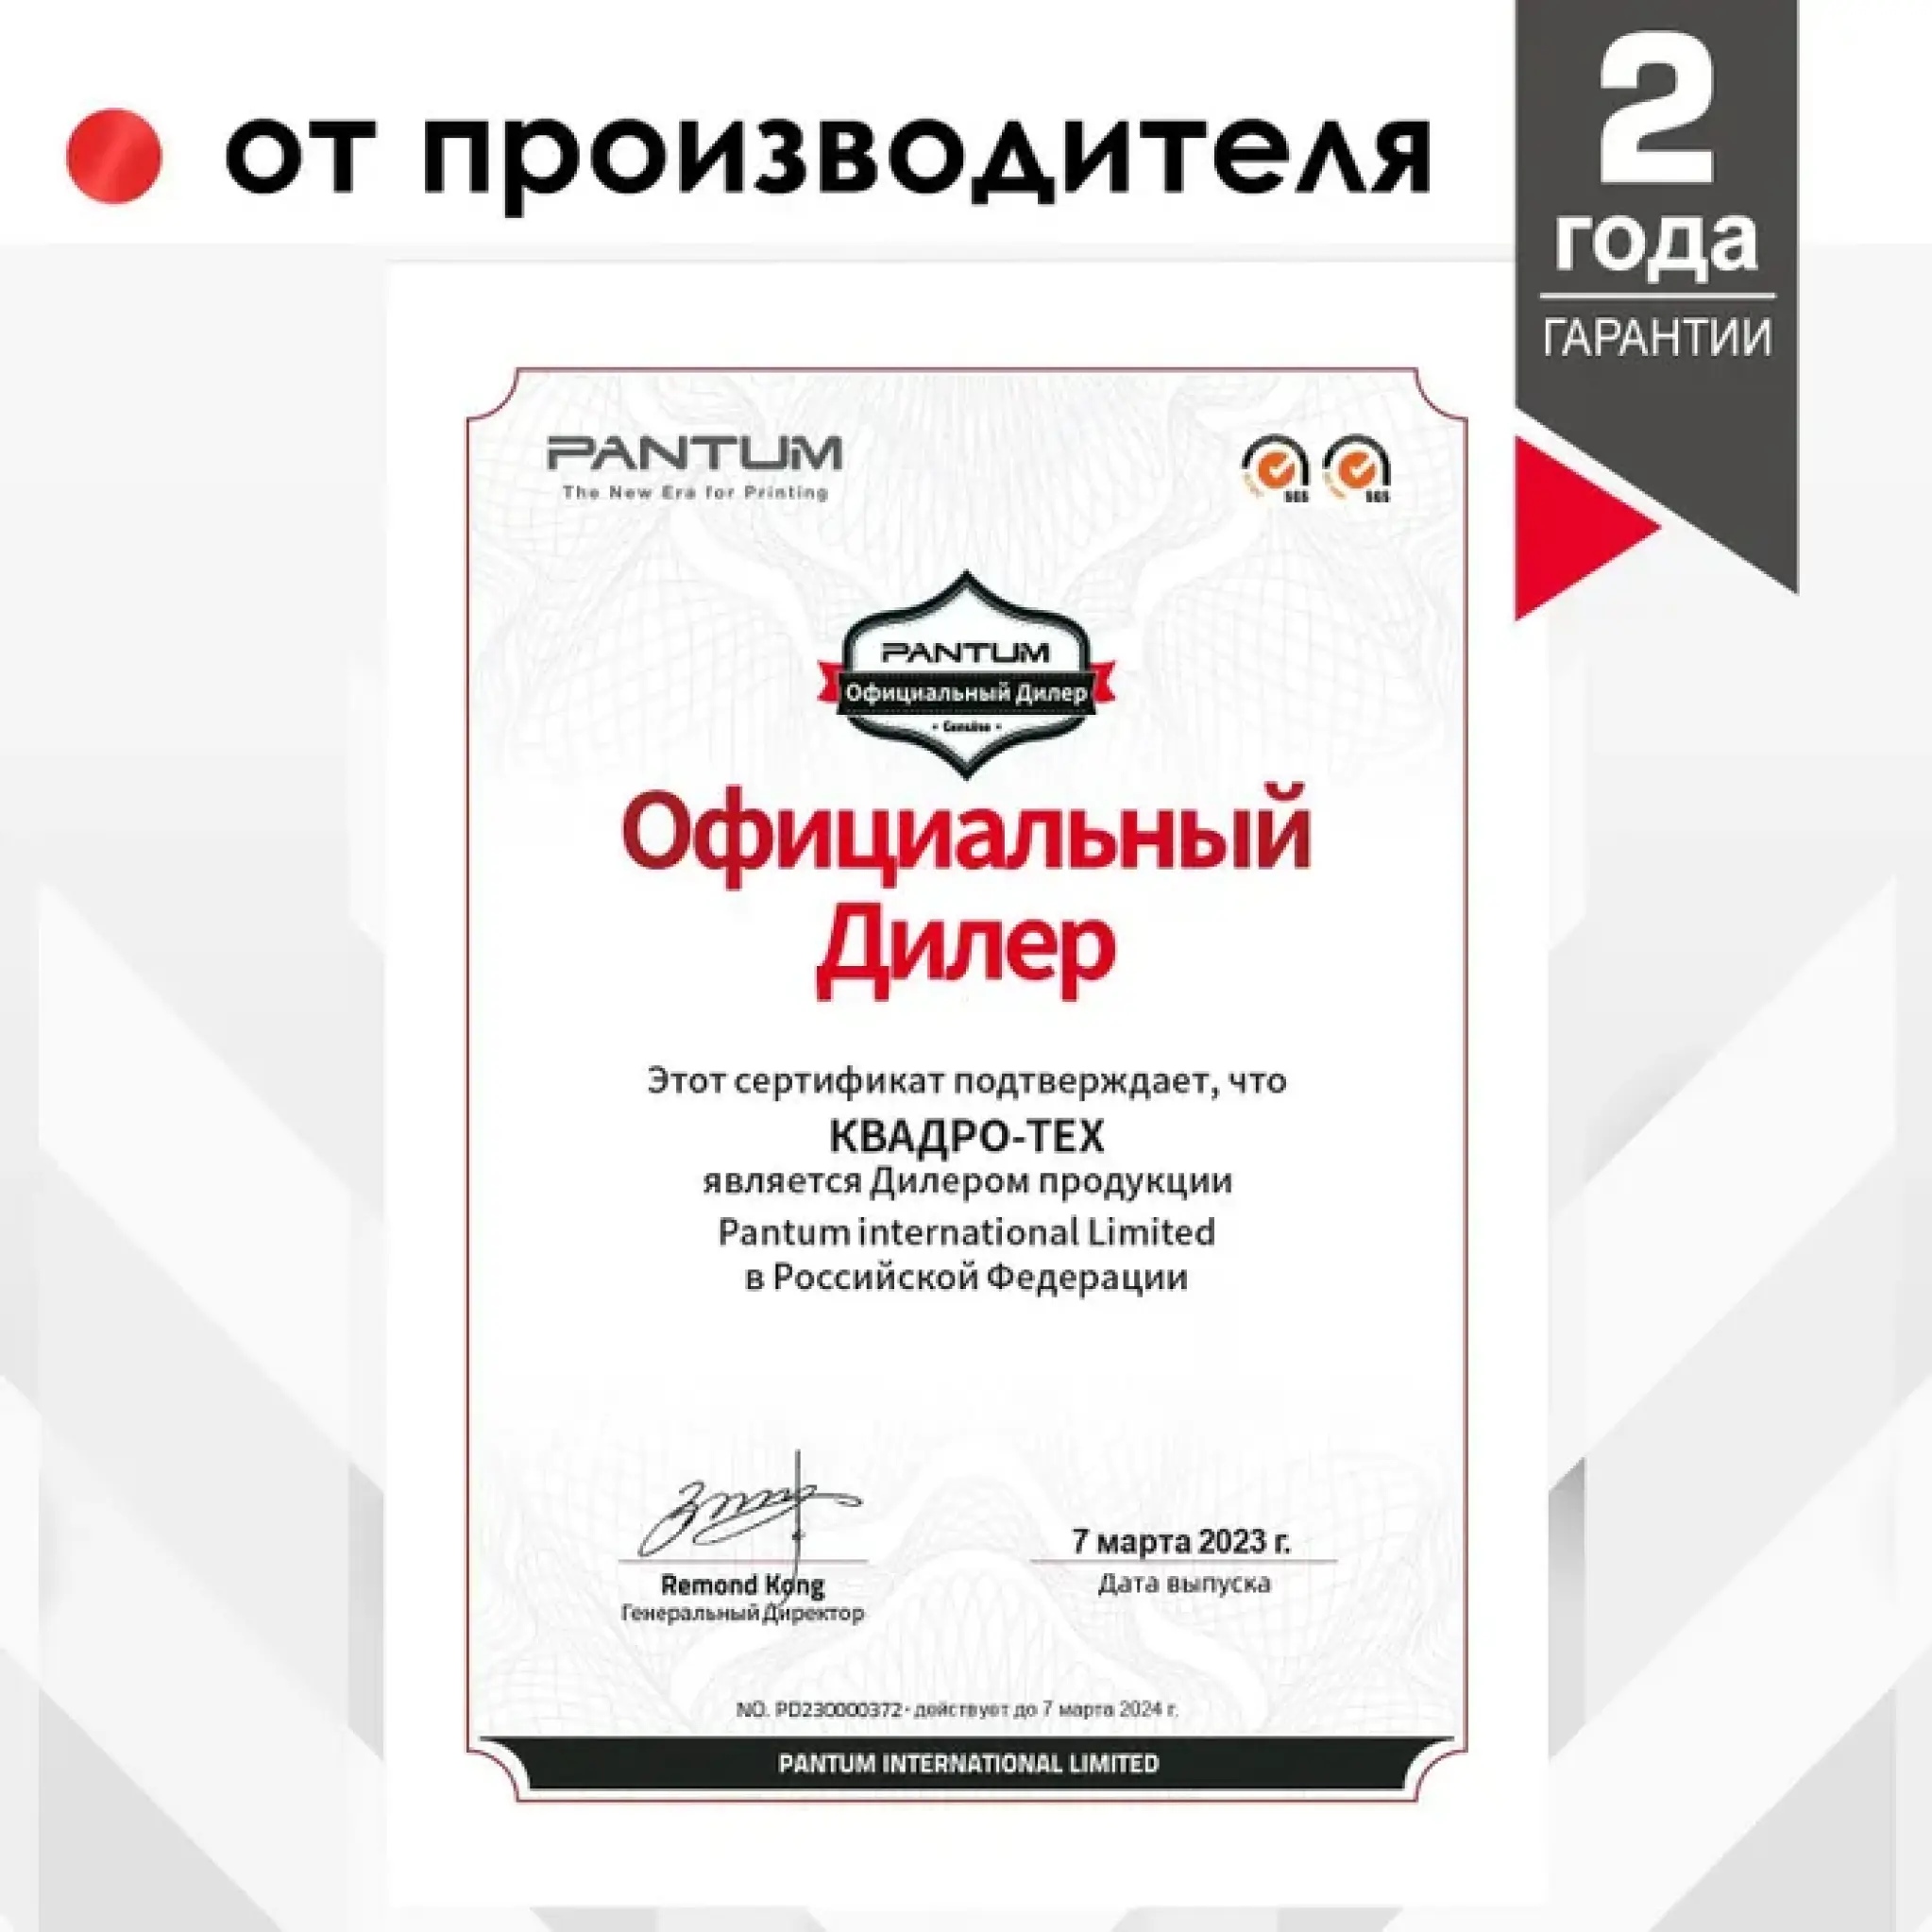 от производителя
2
года
ГАРАНТИИ
PANTUM
The New Era for Printing
SGS SGS
PANTUM
Официальный Дилер
Genuine
Официальный
Дилер
Этот сертификат подтверждает, что
КВАДРО-ТЕХ
является Дилером продукции
Pantum international Limited
в Российской Федерации
Remond Kong
Генеральный Директор
7 марта 2023 г.
Дата выпуска
NO. PD230000372 · действует до 7 марта 2024 г.
PANTUM INTERNATIONAL LIMITED